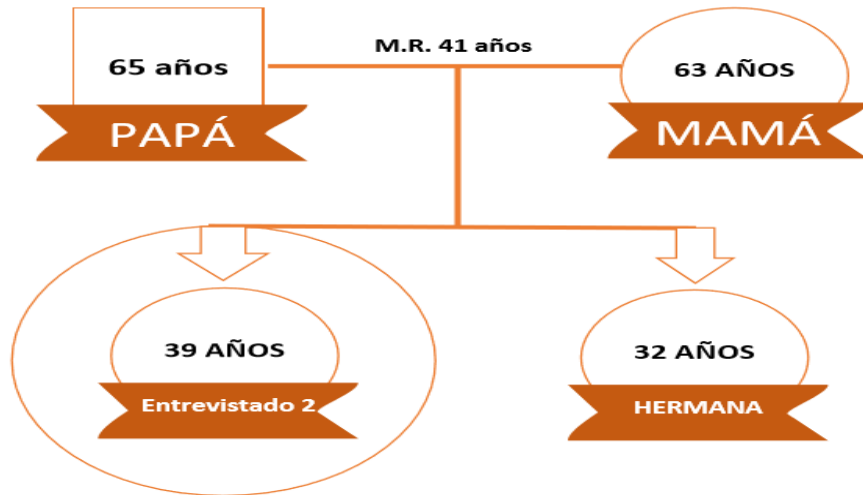 M.R. 41 años
65 años
PAPÁ
63 AÑOS
MAMÁ
39 AÑOS
Entrevistado 2
32 AÑOS
HERMANA